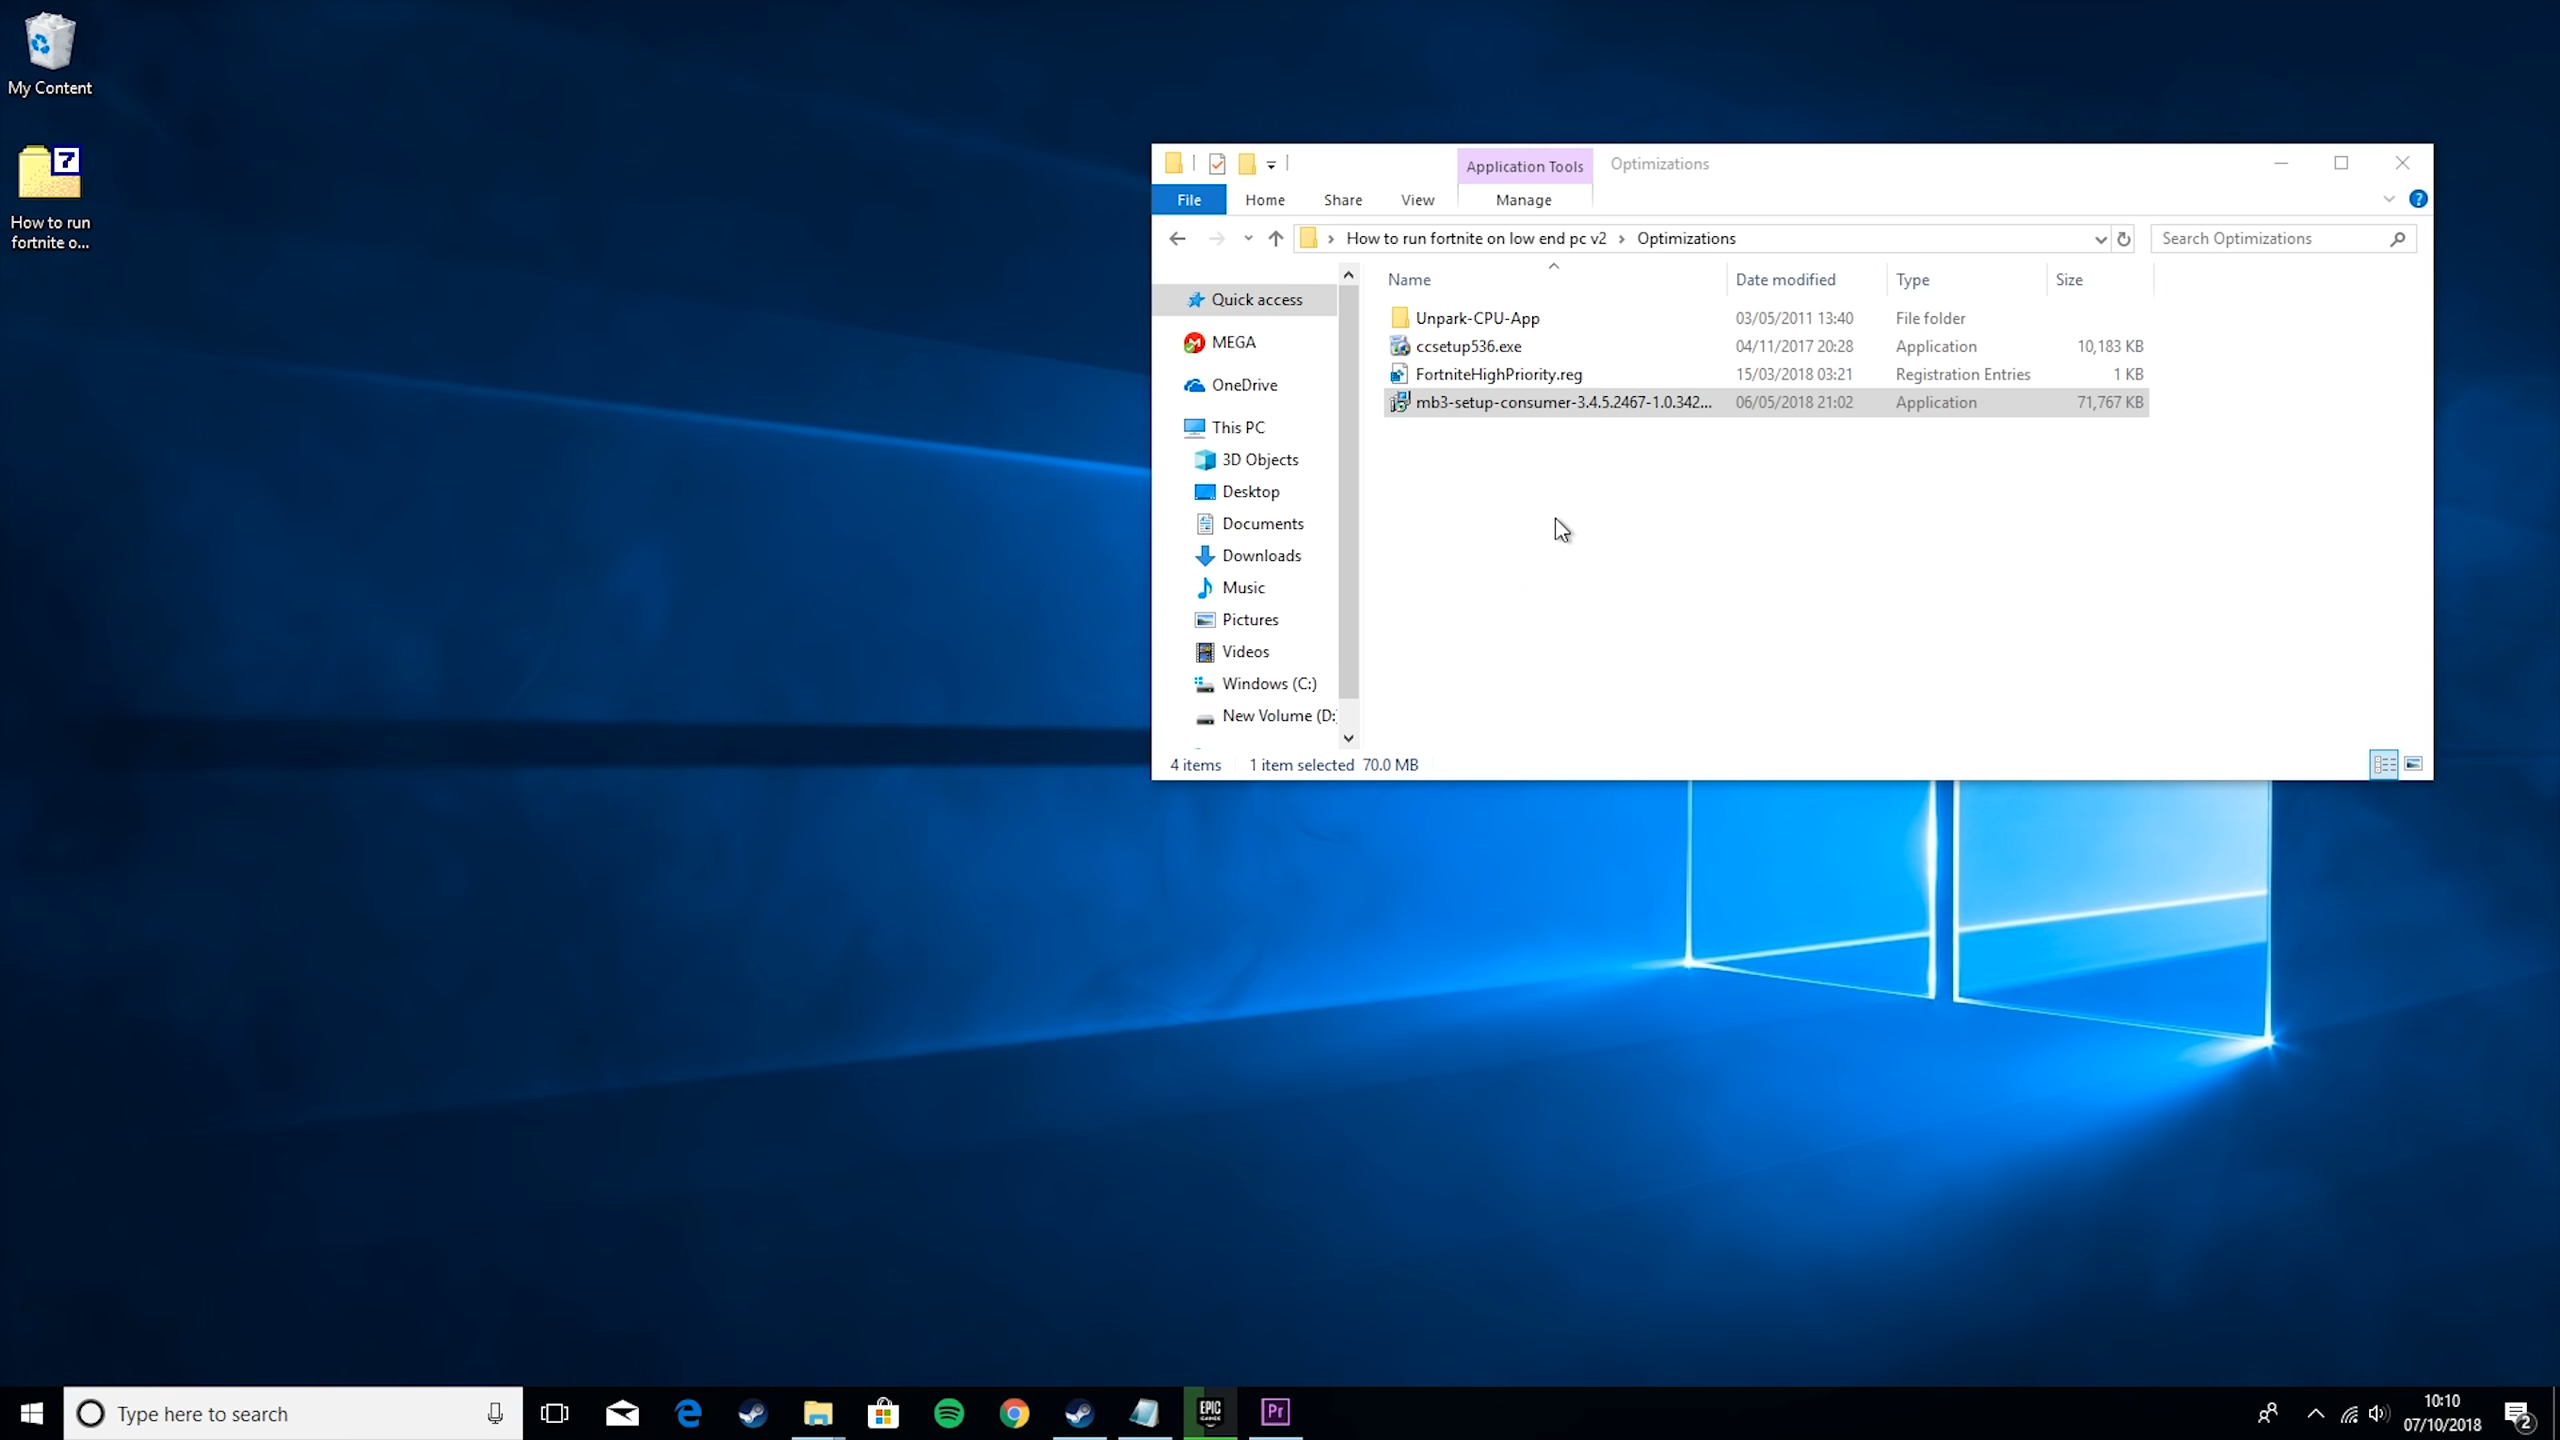 My Content
7
How to run
fortnite o...
Application Tools
Optimizations
File
Home
Share
View
Manage
?
How to run fortnite on low end pc v2
Optimizations
Search Optimizations
Name
Date modified
Type
Size
Unpark-CPU-App
03/05/2011 13:40
File folder
ccsetup536.exe
04/11/2017 20:28
Application
10,183 KB
FortniteHighPriority.reg
15/03/2018 03:21
Registration Entries
1 KB
mb3-setup-consumer-3.4.5.2467-1.0.342...
06/05/2018 21:02
Application
71,767 KB
Quick access
MEGA
OneDrive
This PC
3D Objects
Desktop
Documents
Downloads
Music
Pictures
Videos
Windows (C:)
New Volume (D:
4 items
1 item selected 70.0 MB
Type here to search
EPIC
GAMES
Pr
10:10
07/10/2018
2